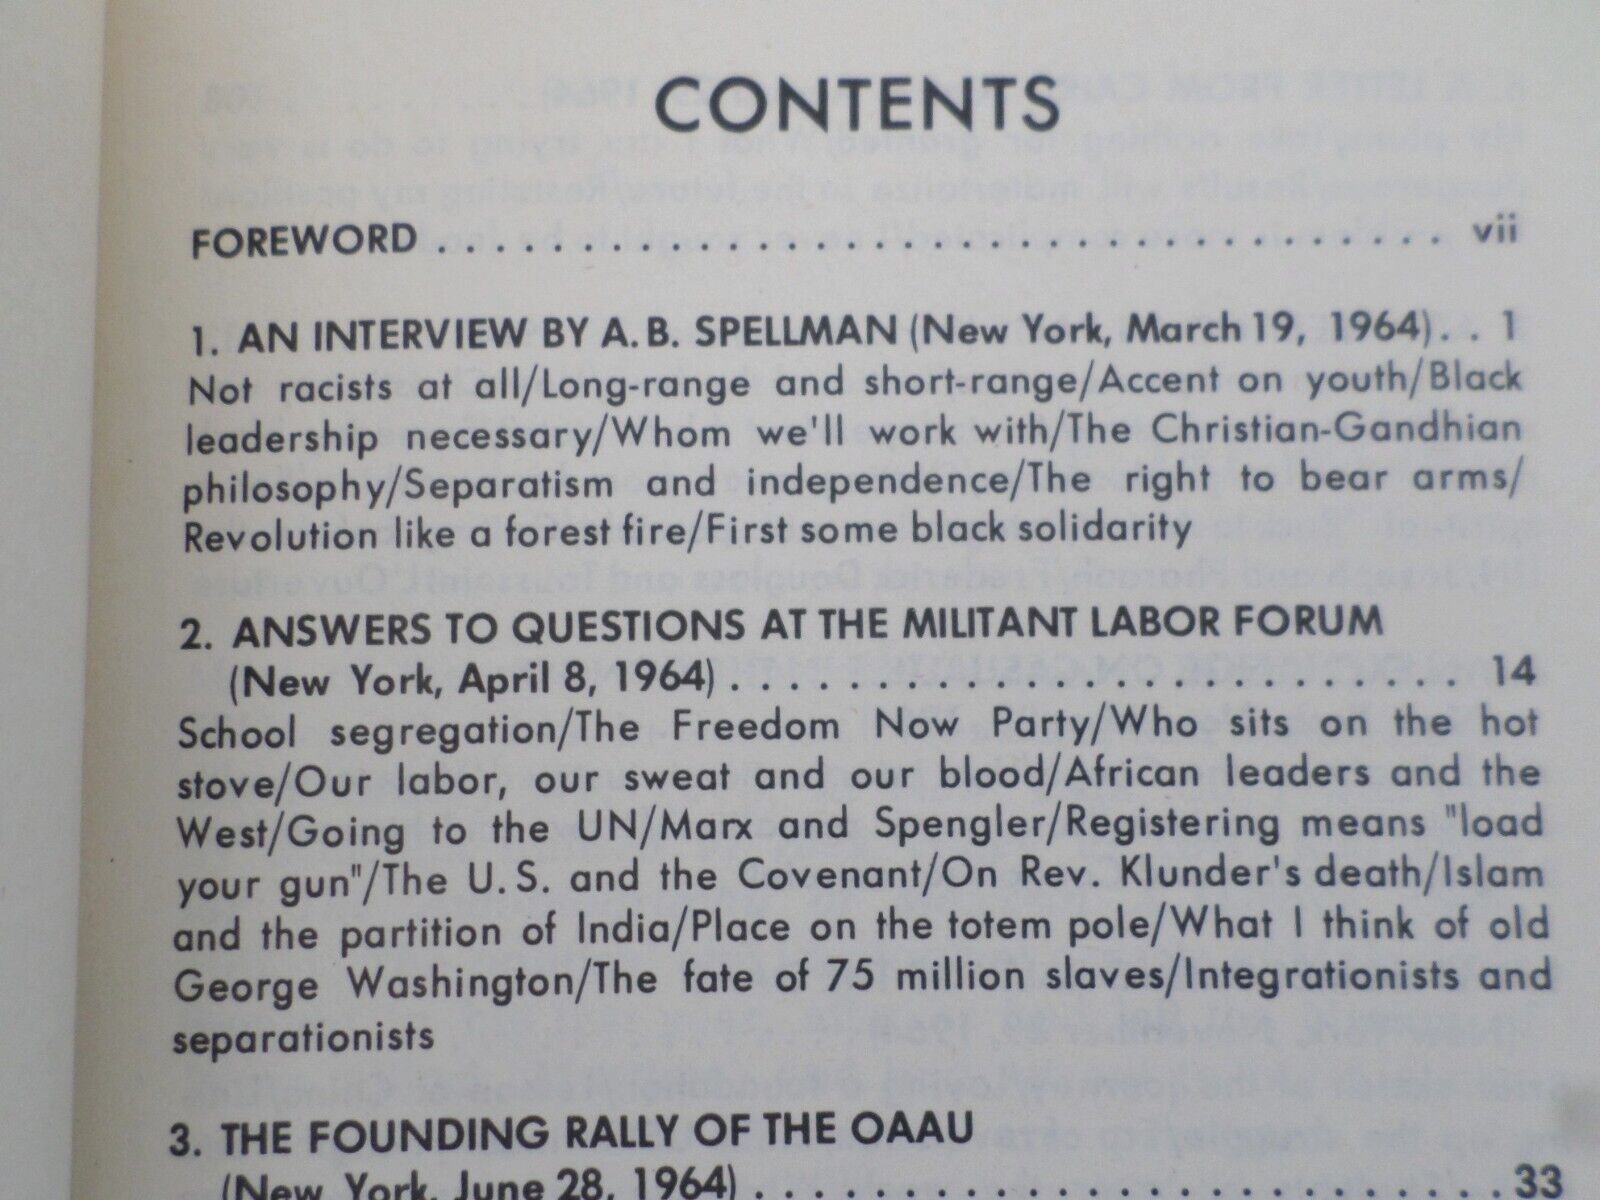 CONTENTS
FOREWORD . . . . . . . . . . . . . . . . . . . . . . . . . . . . . . . . . . vii
1. AN INTERVIEW BY A. B. SPELLMAN (New York, March 19, 1964) . . 1
Not racists at all/Long-range and short-range/Accent on youth/Black
leadership necessary/Whom we'll work with/The Christian-Gandhian
philosophy/Separatism and independence/The right to bear arms/
Revolution like a forest fire/First some black solidarity
2. ANSWERS TO QUESTIONS AT THE MILITANT LABOR FORUM
(New York, April 8, 1964) . . . . . . . . . . . . . . . . . . . . . . . . . 14
School segregation/The Freedom Now Party/Who sits on the hot
stove/Our labor, our sweat and our blood/African leaders and the
West/Going to the UN/Marx and Spengler/Registering means "load
your gun"/The U. S. and the Covenant/On Rev. Klunder's death/Islam
and the partition of India/Place on the totem pole/What I think of old
George Washington/The fate of 75 million slaves/Integrationists and
separationists
3. THE FOUNDING RALLY OF THE OAAU
(New York, June 28, 1964) . . . . . . . . . . . . . . . . . . . . . . . . . 33